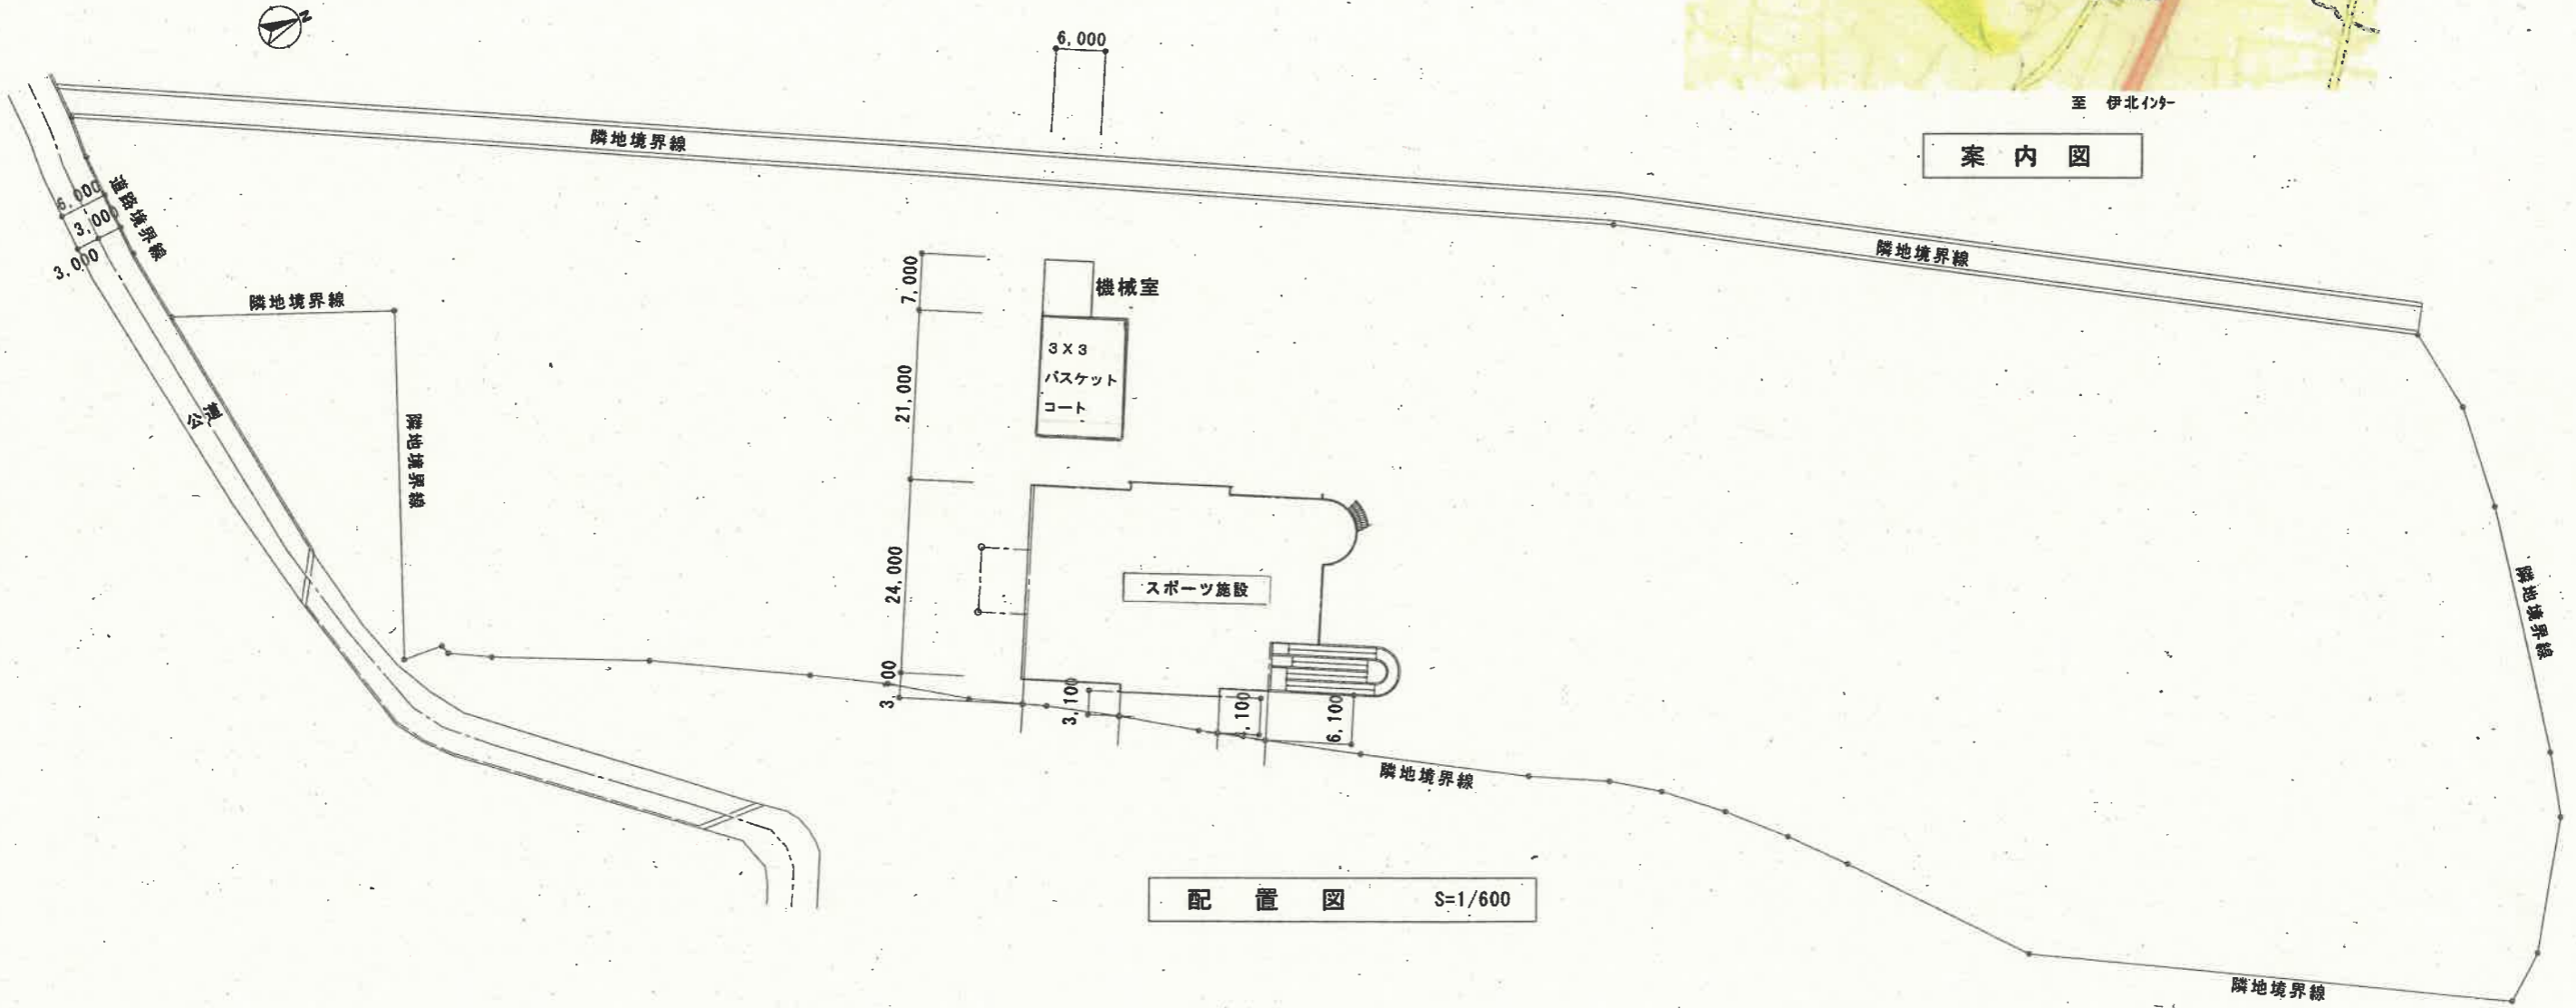 N
6,000
至 伊北インター
案内図
隣地境界線
隣地境界線
6,000
3,000
3,000
道路境界線
隣地境界線
隣地境界線
公道
7,000
21,000
24,000
機械室
3X3
バスケット
コート
スポーツ施設
3,100
6,100
隣地境界線
隣地境界線
隣地境界線
配置図 S=1/600